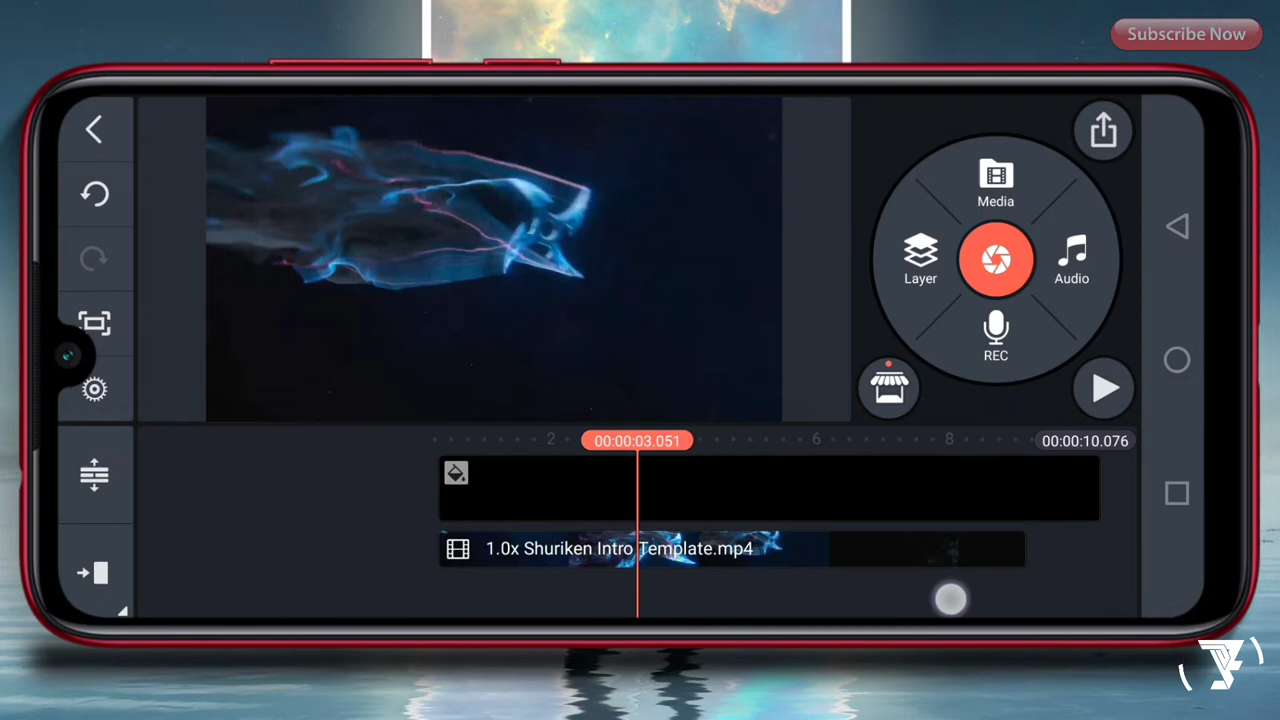 Subscribe Now
Media
Layer
Audio
REC
2
00:00:03.051
6
8
00:00:10.076
1.0x Shuriken Intro Template.mp4